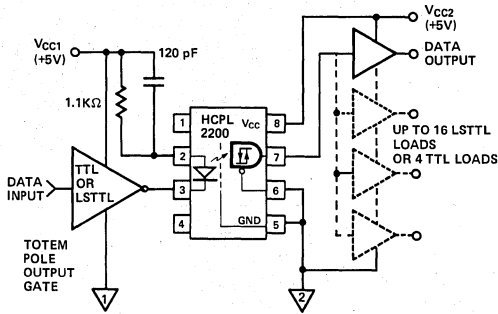 VCC1
(+5V)
120 pF
1.1KΩ
VCC2
(+5V)
DATA
OUTPUT
HCPL
2200
VCC
1
2
3
4
8
7
6
5
GND
UP TO 16 LSTTL
LOADS
OR 4 TTL LOADS
DATA
INPUT
TTL
OR
LSTTL
TOTEM
POLE
OUTPUT
GATE
1
2